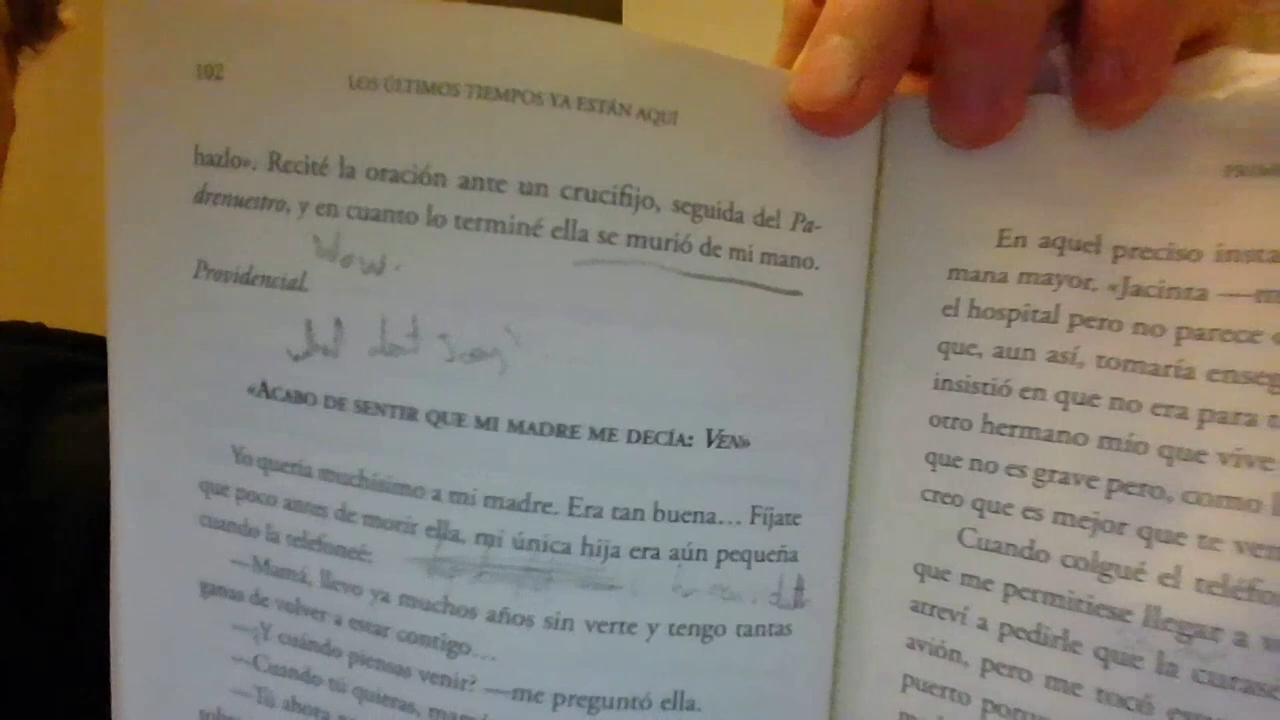 102
LOS ÚLTIMOS TIEMPOS YA ESTÁN AQUÍ
hazlo». Recité la oración ante un crucifijo, seguida del Pa-
drenuestro, y en cuanto lo terminé ella se murió de mi mano.
Wow.
Providencial.
«ACABO DE SENTIR QUE MI MADRE ME DECÍA: VEN»
Yo quería muchísimo a mi madre. Era tan buena... Fíjate
que poco antes de morir ella, mi única hija era aún pequeña
cuando la telefoneé:
—Mamá, llevo ya muchos años sin verte y tengo tantas
ganas de volver a estar contigo...
—¿Y cuándo piensas venir? —me preguntó ella.
—Cuando tú quieras,
—Tú ahora
En aquel preciso
mana mayor. «Jacinta
el hospital pero no parece
que, aun así, tomaría
insistió en que no era para
otro hermano mío que vive
que no es grave pero, como
creo que es mejor que te
Cuando colgué el
que me permitiese llegar a
atreví a pedirle que la
avión, pero me tocó
puerto